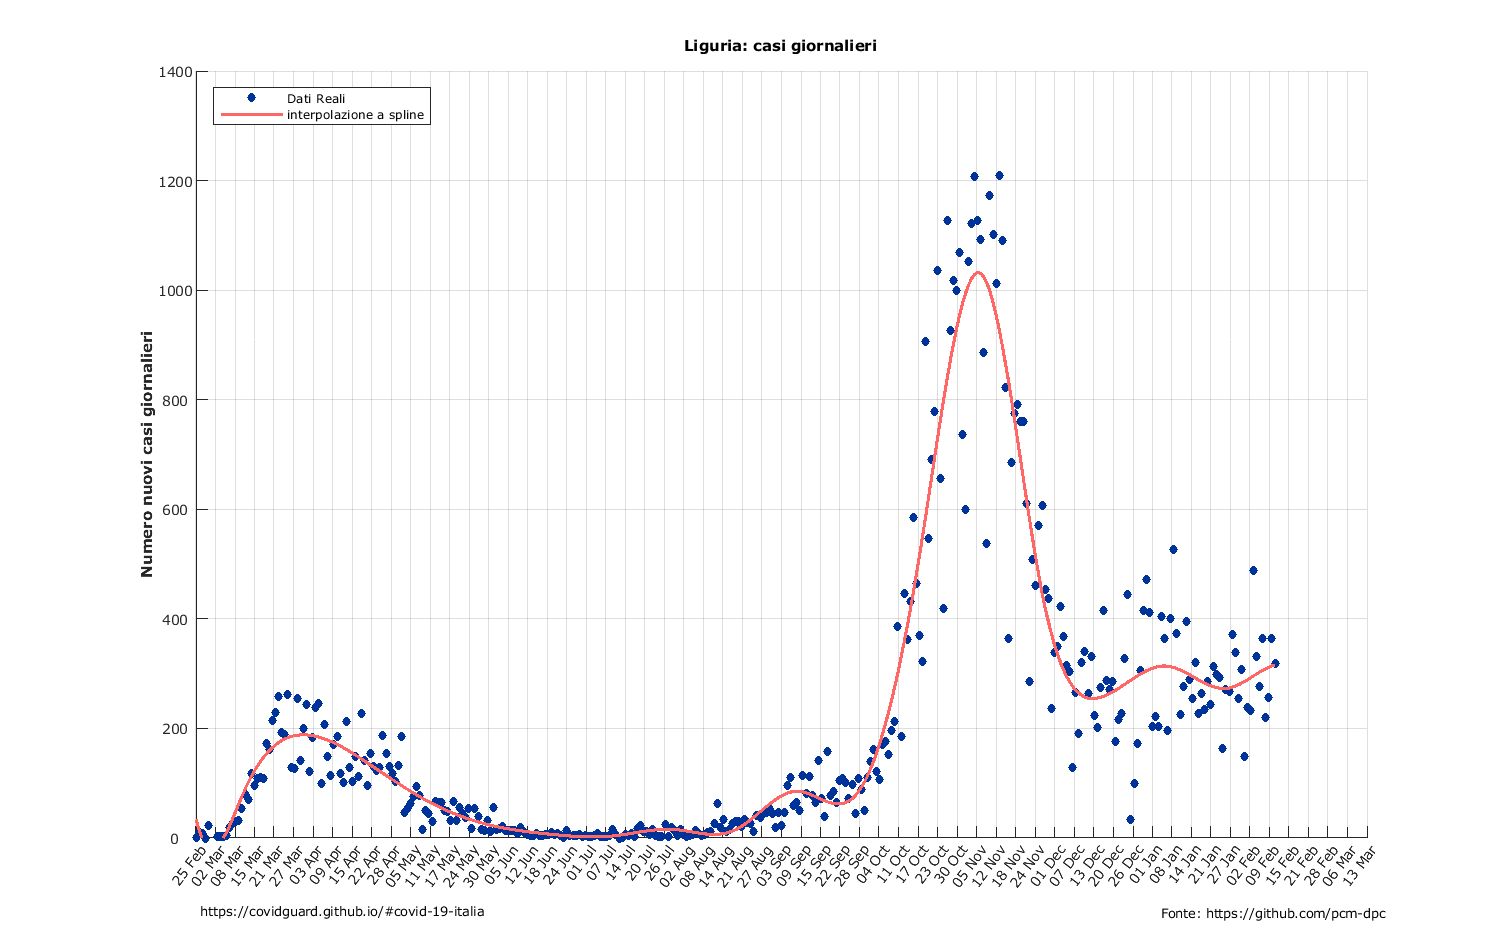 Liguria: casi giornalieri
Dati Reali
interpolazione a spline
Numero nuovi casi giornalieri
1400
1200
1000
800
600
400
200
0
25 Feb
02 Mar
08 Mar
15 Mar
21 Mar
27 Mar
03 Apr
09 Apr
15 Apr
22 Apr
28 Apr
05 May
11 May
17 May
24 May
30 May
05 Jun
12 Jun
18 Jun
24 Jun
01 Jul
07 Jul
14 Jul
20 Jul
26 Jul
02 Aug
08 Aug
14 Aug
21 Aug
27 Aug
03 Sep
09 Sep
15 Sep
22 Sep
28 Sep
04 Oct
11 Oct
17 Oct
23 Oct
30 Oct
05 Nov
12 Nov
18 Nov
24 Nov
01 Dec
07 Dec
13 Dec
20 Dec
26 Dec
01 Jan
08 Jan
14 Jan
21 Jan
27 Jan
02 Feb
09 Feb
15 Feb
21 Feb
28 Feb
06 Mar
13 Mar
https://covidguard.github.io/#covid-19-italia
Fonte: https://github.com/pcm-dpc